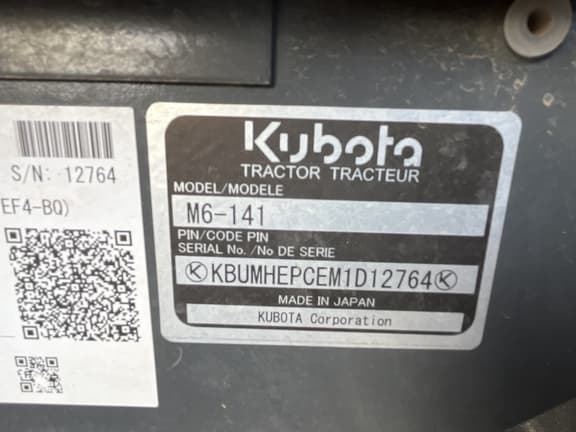 S/N: 12764
EF4-BQ)
Kubota
TRACTOR TRACTEUR
MODEL/MODELE
M6-141
PIN/CODE PIN
SERIAL No. /No DE SERIE
KBUMHEPCEM1D12764
MADE IN JAPAN
KUBOTA Corporation